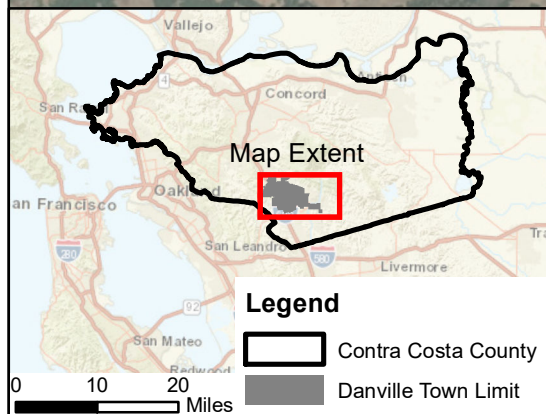 Vallejo
4
San Ra
Concord
Map Extent
Oakland
an Francisco
San Leandro
280
580
Tra
Livermore
92
San Mateo
Redwood
Legend
Contra Costa County
Danville Town Limit
0 10 20
Miles